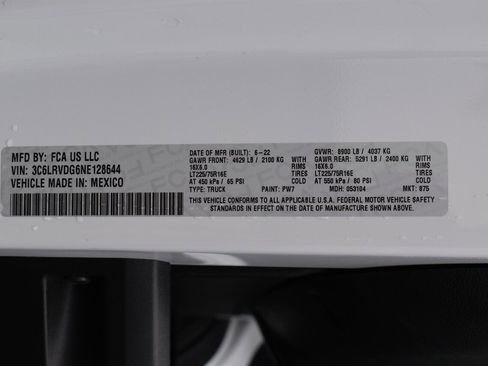 MFD BY: FCA US LLC
VIN: 3C6LRVDG6NE128644
VEHICLE MADE IN: MEXICO
DATE OF MFR (BUILT): 6-22 GVWR: 8900 LB / 4037 KG
GAWR FRONT: 4629 LB / 2100 KG WITH GAWR REAR: 5291 LB / 2400 KG WITH
16X6.0 RIMS 16X6.0 RIMS
LT225/75R16E TIRES LT225/75R16E TIRES
AT 450 kPa / 65 PSI COLD AT 550 kPa / 80 PSI COLD
TYPE: TRUCK PAINT: PW7 MDH: 053104 MKT: 875
THIS VEHICLE CONFORMS TO ALL APPLICABLE U.S.A. FEDERAL MOTOR VEHICLE SAFETY
STANDARDS IN EFFECT ON THE DATE OF MANUFACTURE SHOWN ABOVE.